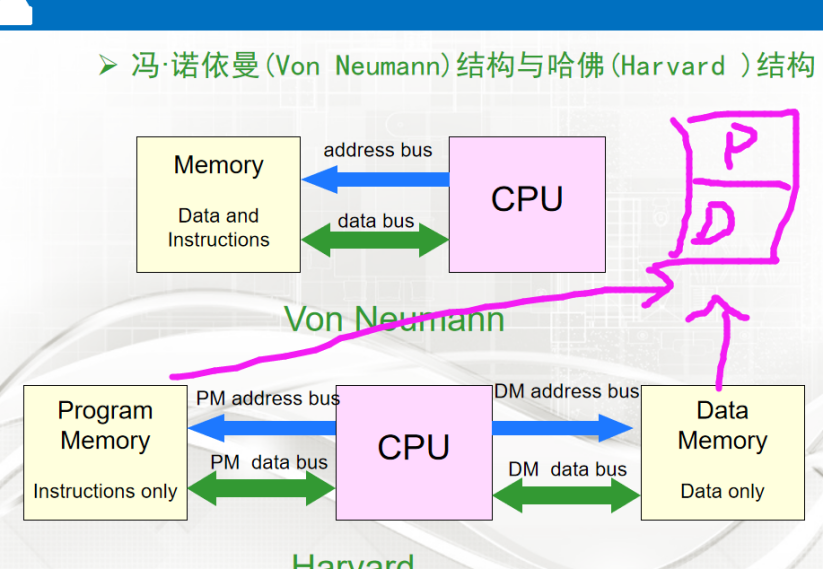 ➢ 冯·诺依曼(Von Neumann)结构与哈佛(Harvard )结构
Memory
Data and
Instructions
address bus
data bus
CPU
P
D
Von Neumann
Program
Memory
Instructions only
PM address bus
PM data bus
CPU
DM address bus
DM data bus
Data
Memory
Data only
Harvard